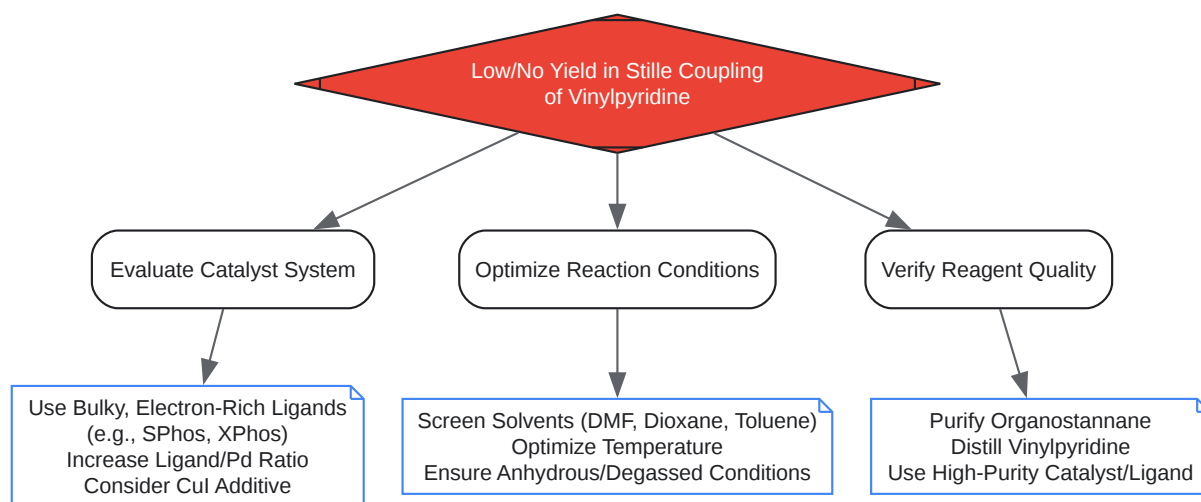 Low/No Yield in Stille Coupling
of Vinylpyridine
Evaluate Catalyst System
Optimize Reaction Conditions
Verify Reagent Quality
Use Bulky, Electron-Rich Ligands
(e.g., SPhos, XPhos)
Increase Ligand/Pd Ratio
Consider CuI Additive
Screen Solvents (DMF, Dioxane, Toluene)
Optimize Temperature
Ensure Anhydrous/Degassed Conditions
Purify Organostannane
Distill Vinylpyridine
Use High-Purity Catalyst/Ligand